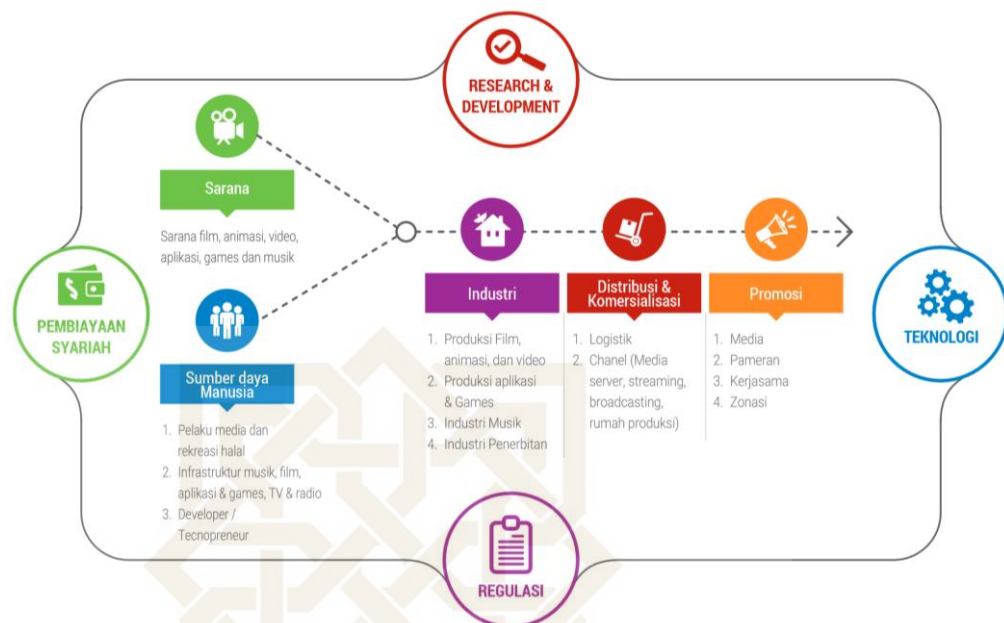 RESEARCH &
DEVELOPMENT
Sarana
Sarana film, animasi, video,
aplikasi, games dan musik
PEMBIAYAAN
SYARIAH
Sumber daya
Manusia
1. Pelaku media dan
rekreasi halal
2. Infrastruktur musik, film,
aplikasi & games, TV & radio
3. Developer /
Tecnopreneur
Industri
1. Produksi Film,
animasi, dan video
2. Produksi aplikasi
& Games
3. Industri Musik
4. Industri Penerbitan
Distribusi &
Komersialisasi
1. Logistik
2. Chanel (Media
server, streaming,
broadcasting,
rumah produksi)
Promosi
1. Media
2. Pameran
3. Kerjasama
4. Zonasi
TEKNOLOGI
REGULASI